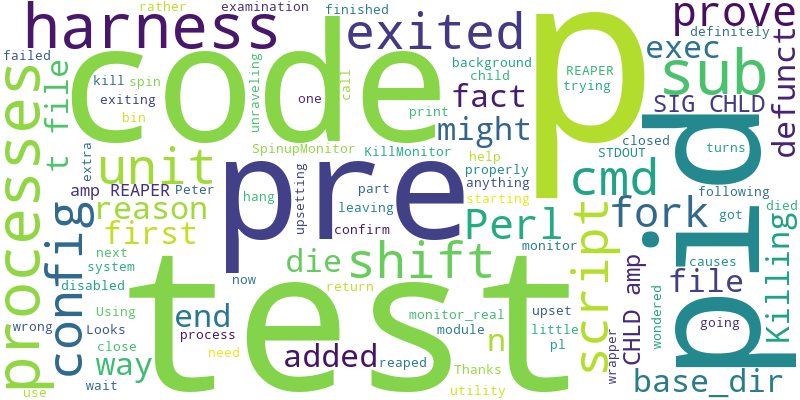 rather
examination
finished
prove
definitely
failed
harness
code
exited
p
exec
sub
background
child
REAPER
trying
kill
spin
exiting
bin
unraveling
one
call
print
fact
might
SIG CHLD
defunct
processes
t file
unit
SpinupMonitor
KillMonitor
closed
STDOUT
turns
pid
extra
amp REAPER
Peter
pre
hang
upsetting
help
properly
anything
part
leaving
starting
cmd
fork
following
config
reason
first
confirm
Perl
script
got
died
next
system
disabled
test
die
shift
now
return
monitor
CHLD amp
file
causes
Killing
going
wondered
Using
wrong
Looks
end
process
close
way
need
added
monitor_real
module
reaped
n
upset
little
pl
wrapper
wait
use
Thanks
utility
base_dir